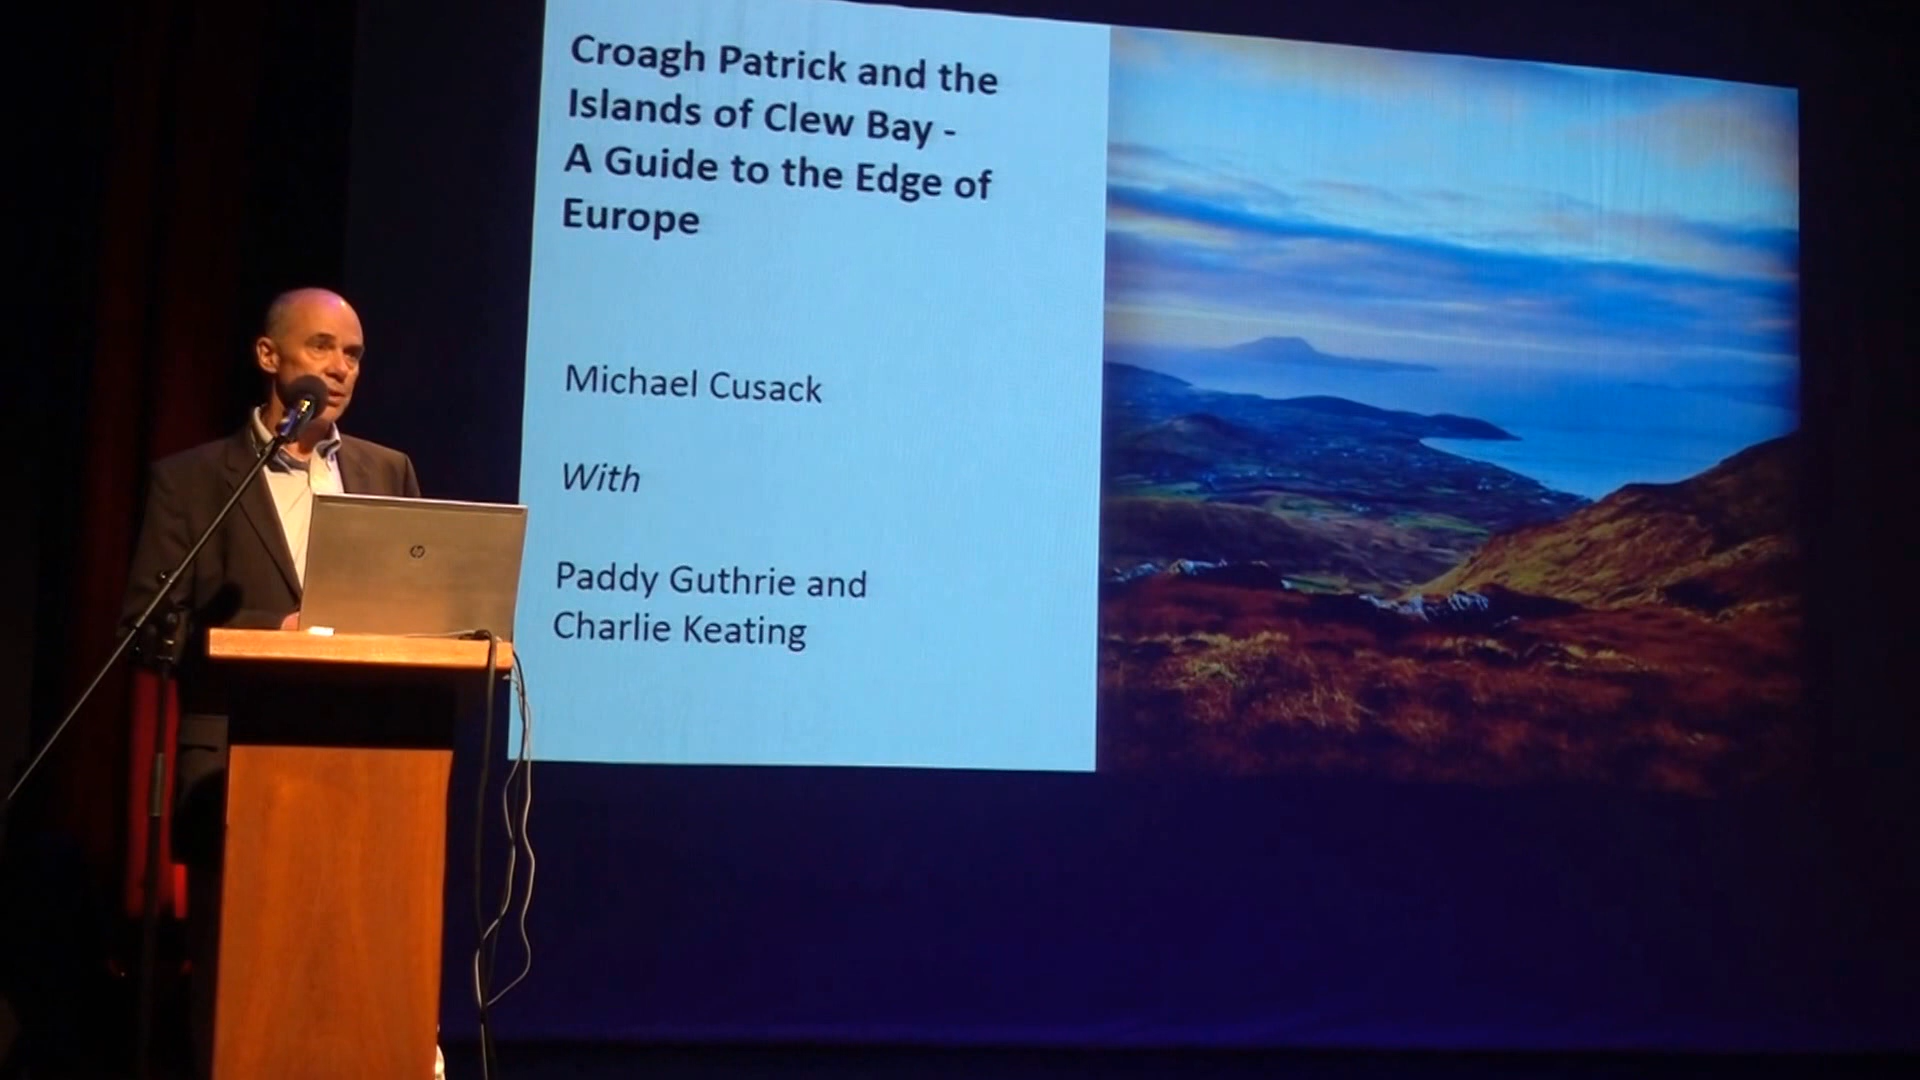 Croagh Patrick and the
Islands of Clew Bay -
A Guide to the Edge of
Europe
Michael Cusack
With
Paddy Guthrie and
Charlie Keating
hp